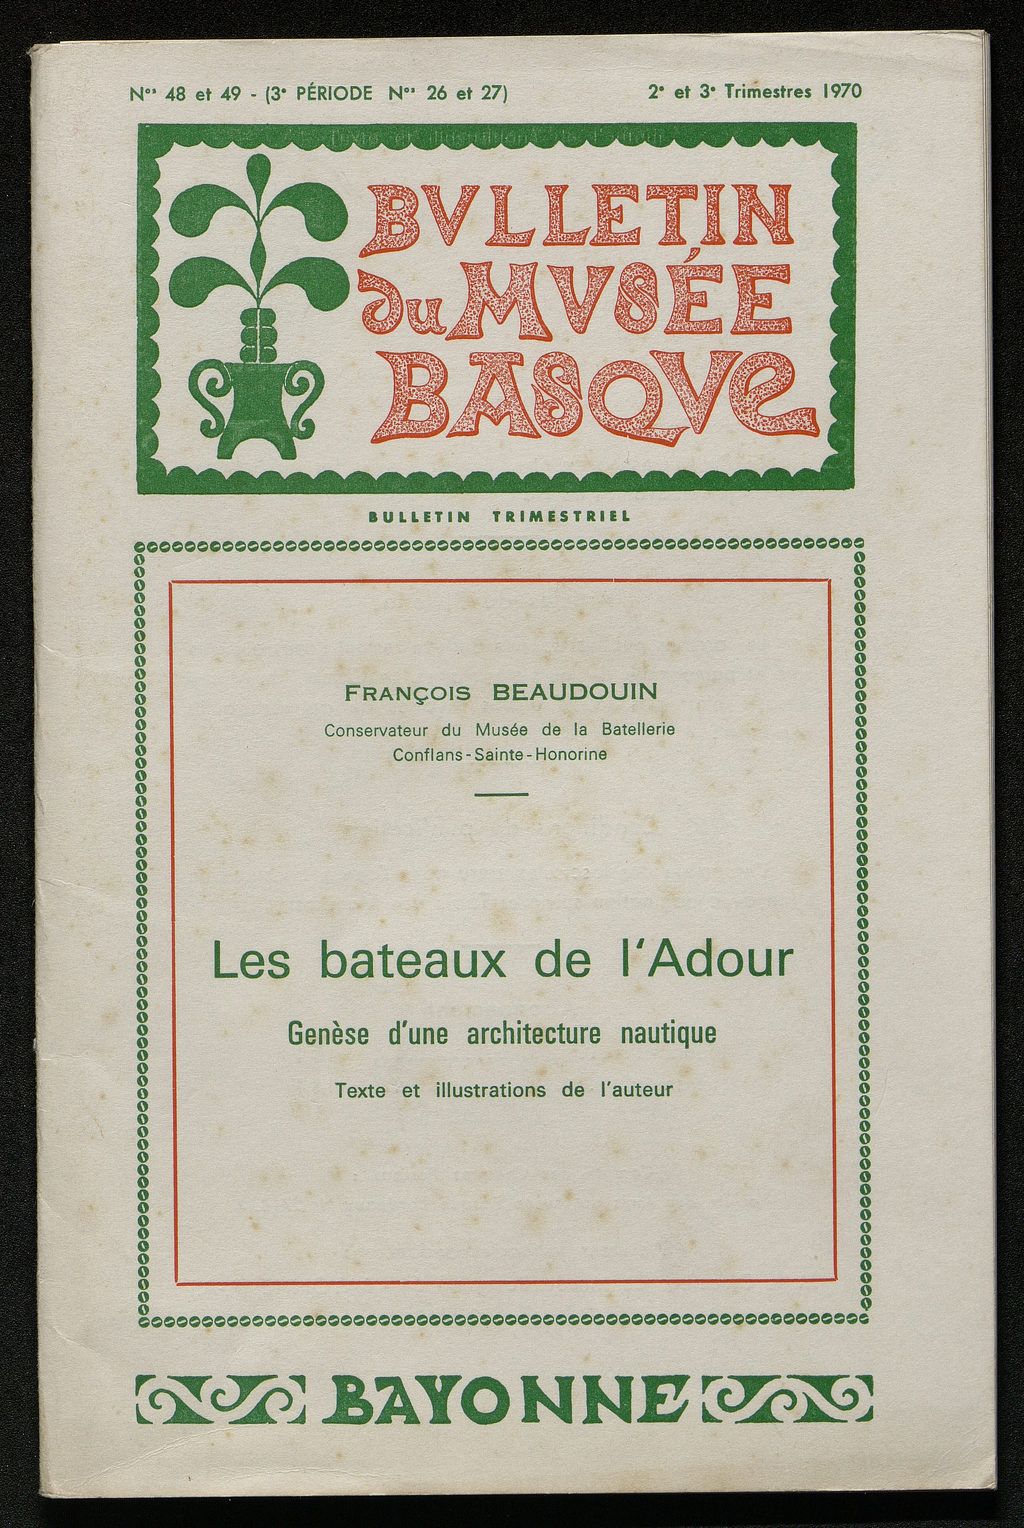 Nᵒˢ 48 et 49 - (3ᵉ PÉRIODE Nᵒˢ 26 et 27)
2ᵉ et 3ᵉ Trimestres 1970
BVLLETIN
du MVSÉE
BASQVE
BULLETIN TRIMESTRIEL
FRANÇOIS BEAUDOUIN
Conservateur du Musée de la Batellerie
Conflans-Sainte-Honorine
Les bateaux de l'Adour
Genèse d'une architecture nautique
Texte et illustrations de l'auteur
BAYONNE